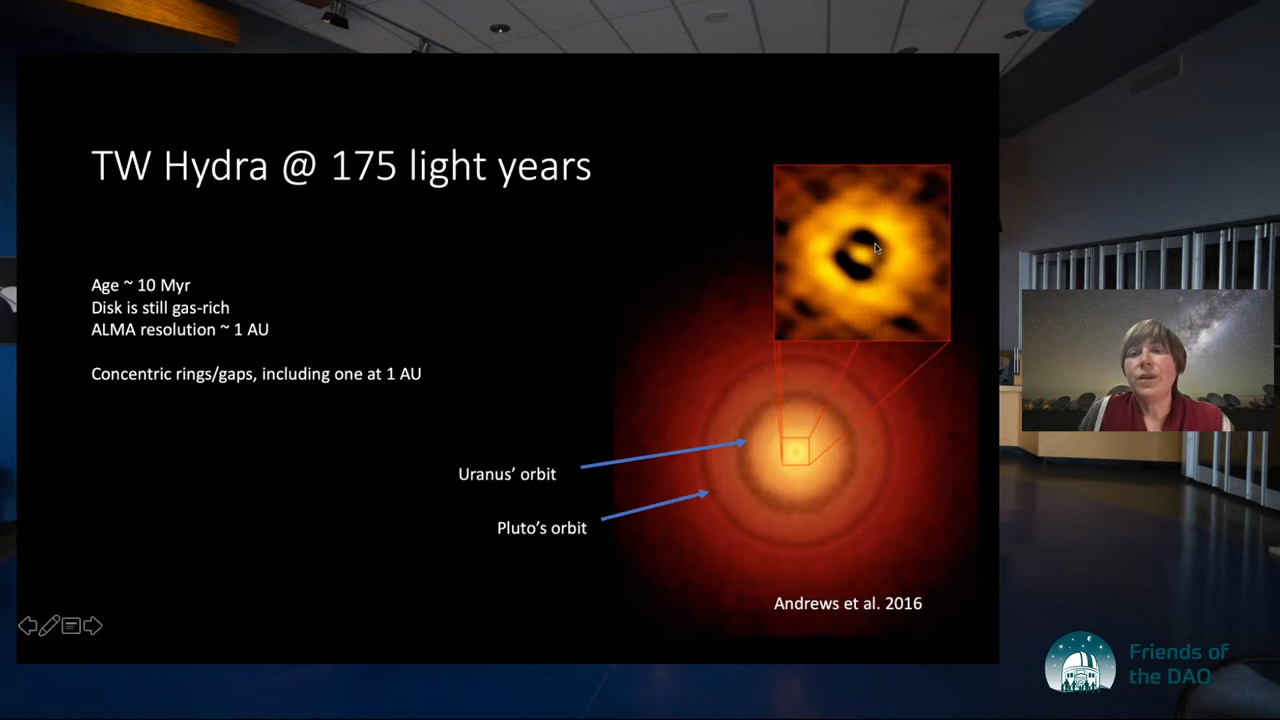 TW Hydra @ 175 light years
Age ~ 10 Myr
Disk is still gas-rich
ALMA resolution ~ 1 AU
Concentric rings/gaps, including one at 1 AU
Uranus’ orbit
Pluto’s orbit
Andrews et al. 2016
Friends of
the DAO